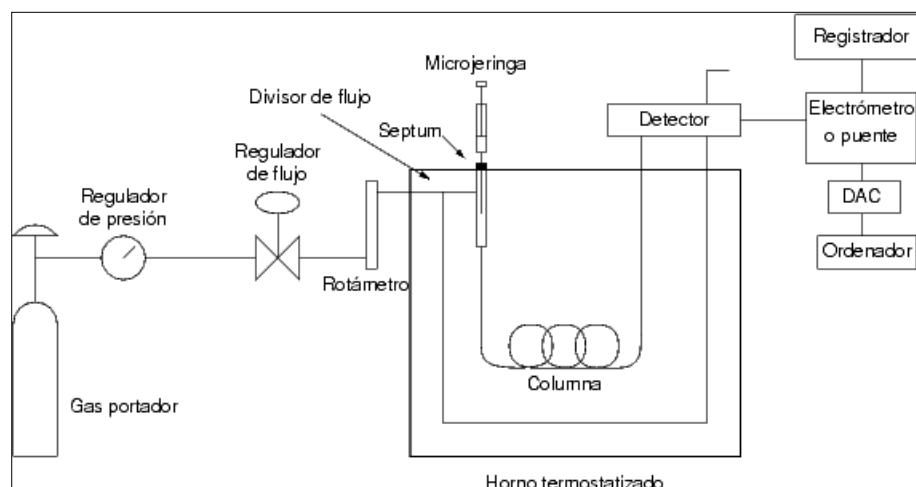 Registrador
Microjeringa
Divisor de flujo
Septum
Detector
Electrómetro
o puente
Regulador
de flujo
Regulador
de presión
DAC
Ordenador
Rotámetro
Columna
Gas portador
Horno termostatizado